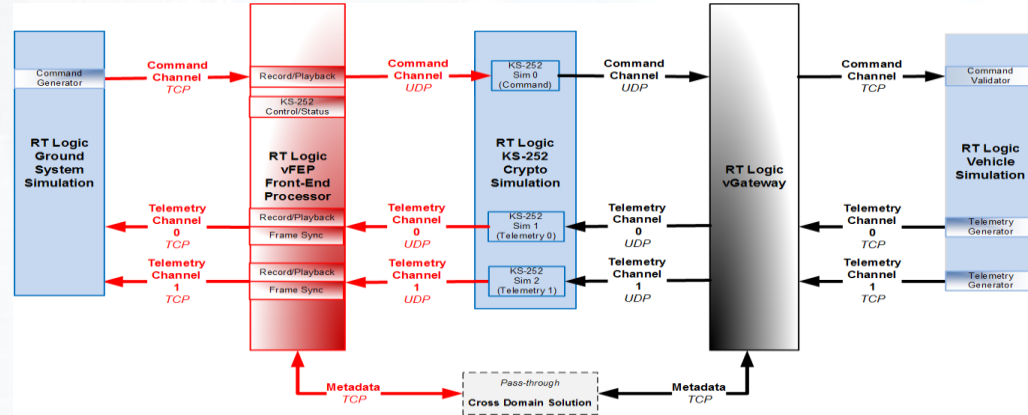 Command
Generator
RT Logic
Ground
System
Simulation
Command
Channel
TCP
Telemetry
Channel
0
TCP
Telemetry
Channel
1
TCP
Record/Playback
KS-252
Control/Status
RT Logic
vFEP
Front-End
Processor
Record/Playback
Frame Sync
Record/Playback
Frame Sync
Command
Channel
UDP
Telemetry
Channel
0
UDP
Telemetry
Channel
1
UDP
KS-252
Sim 0
(Command)
RT Logic
KS-252
Crypto
Simulation
KS-252
Sim 1
(Telemetry 0)
KS-252
Sim 2
(Telemetry 1)
Command
Channel
UDP
Telemetry
Channel
0
UDP
Telemetry
Channel
1
UDP
RT Logic
vGateway
Command
Channel
TCP
Telemetry
Channel
0
TCP
Telemetry
Channel
1
TCP
Command
Validator
RT Logic
Vehicle
Simulation
Telemetry
Generator
Telemetry
Generator
Metadata
TCP
Pass-through
Cross Domain Solution
Metadata
TCP